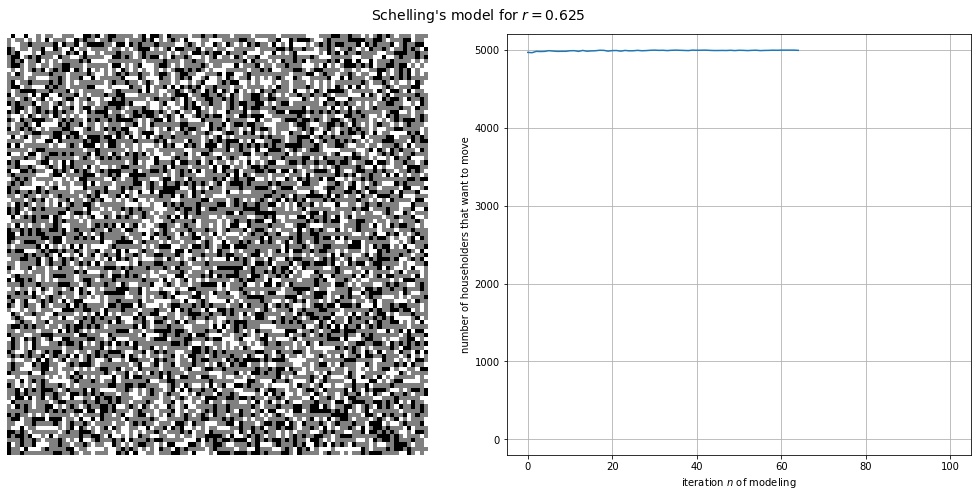 Schelling's model for r = 0.625
number of householders that want to move
5000
4000
3000
2000
1000
0
0 20 40 60 80 100
iteration n of modeling